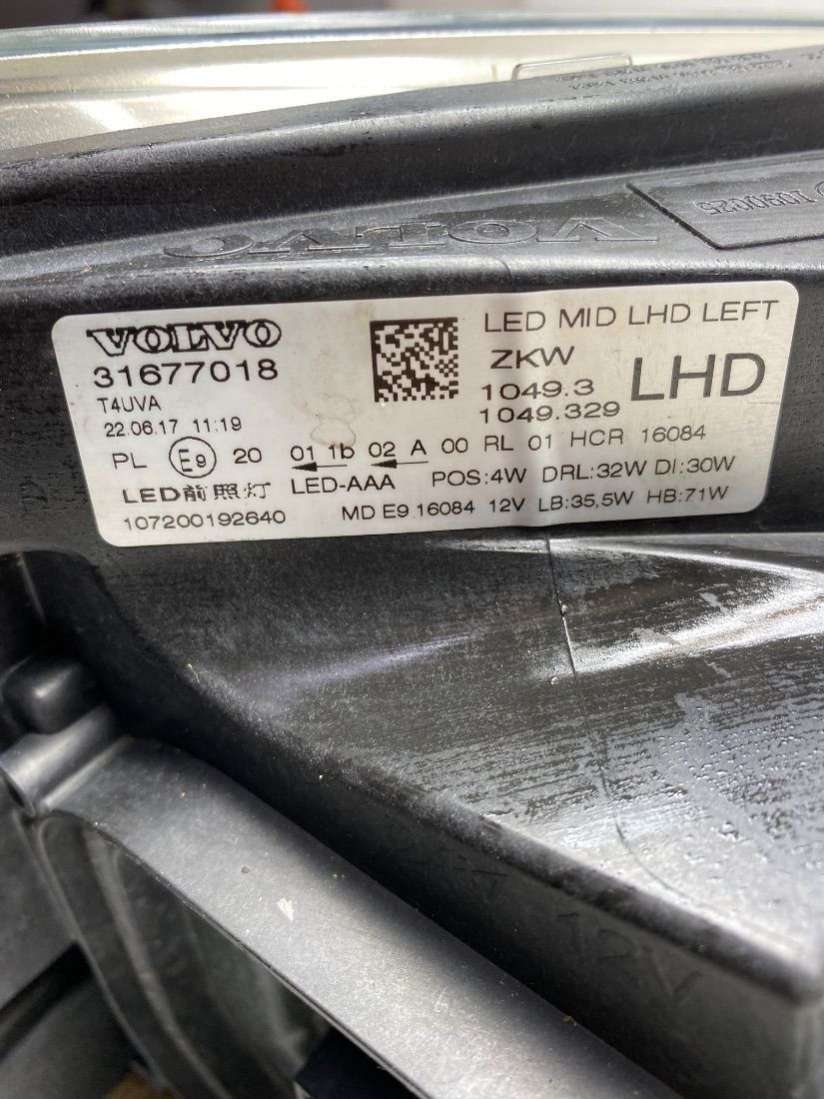 VOLVO
10300025
VOLVO
31677018
T4UVA
22.06.17 11:19
PL E9 20 01 1b 02 A 00 RL 01 HCR 16084
LED前照灯 LED-AAA POS:4W DRL:32W DI:30W
107200192640 MD E9 16084 12V LB:35,5W HB:71W
LED MID LHD LEFT
ZKW
1049.3
1049.329
LHD